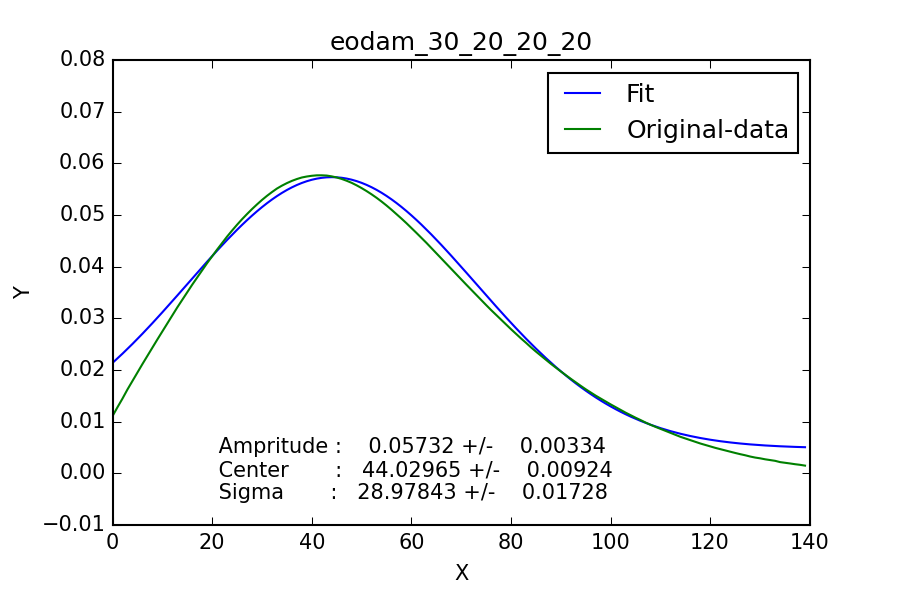 eodam_30_20_20_20
0.08
0.07
0.06
0.05
0.04
0.03
0.02
0.01
0.00
−0.01
Y
Fit
Original-data
Ampritude : 0.05732 +/- 0.00334
Center : 44.02965 +/- 0.00924
Sigma : 28.97843 +/- 0.01728
0 20 40 60 80 100 120 140
X